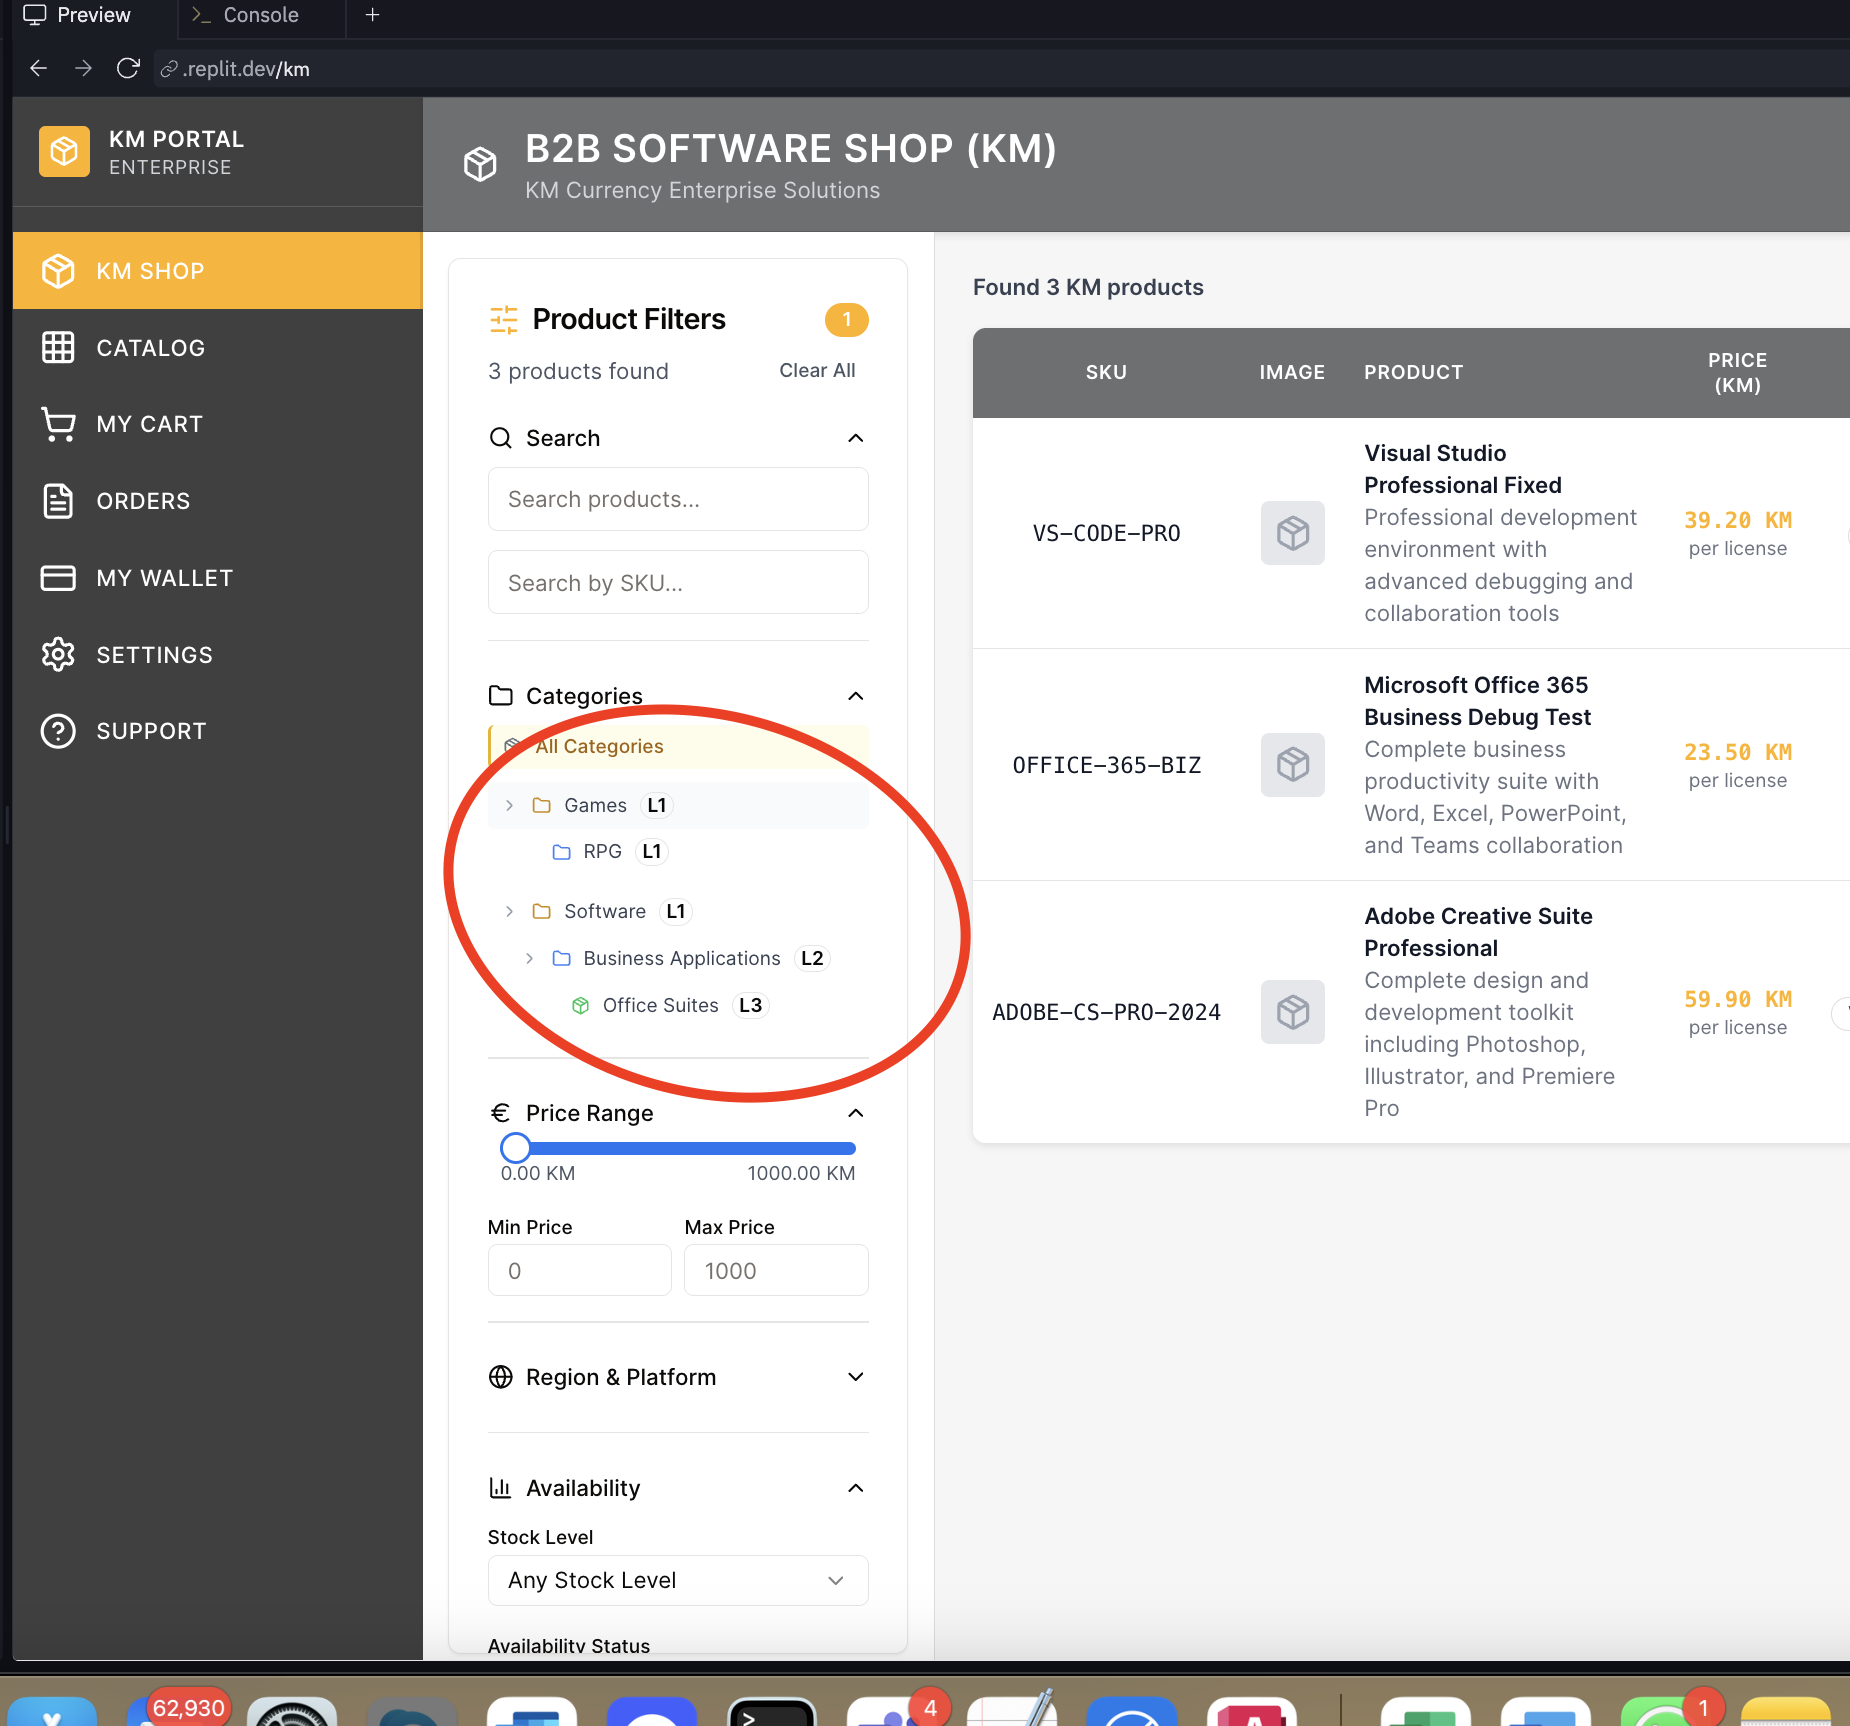 Preview
Console
.replit.dev/km
KM PORTAL
ENTERPRISE
B2B SOFTWARE SHOP (KM)
KM Currency Enterprise Solutions
KM SHOP
CATALOG
MY CART
ORDERS
MY WALLET
SETTINGS
SUPPORT
Product Filters
1
3 products found
Clear All
Search
Search products...
Search by SKU...
Categories
All Categories
Games L1
RPG L1
Software L1
Business Applications L2
Office Suites L3
Price Range
0.00 KM
1000.00 KM
Min Price
Max Price
0
1000
Region & Platform
Availability
Stock Level
Any Stock Level
Availability Status
Found 3 KM products
SKU
IMAGE
PRODUCT
PRICE
(KM)
VS-CODE-PRO
Visual Studio
Professional Fixed
Professional development
environment with
advanced debugging and
collaboration tools
39.20 KM
per license
OFFICE-365-BIZ
Microsoft Office 365
Business Debug Test
Complete business
productivity suite with
Word, Excel, PowerPoint,
and Teams collaboration
23.50 KM
per license
ADOBE-CS-PRO-2024
Adobe Creative Suite
Professional
Complete design and
development toolkit
including Photoshop,
Illustrator, and Premiere
Pro
59.90 KM
per license
62,930
4
1